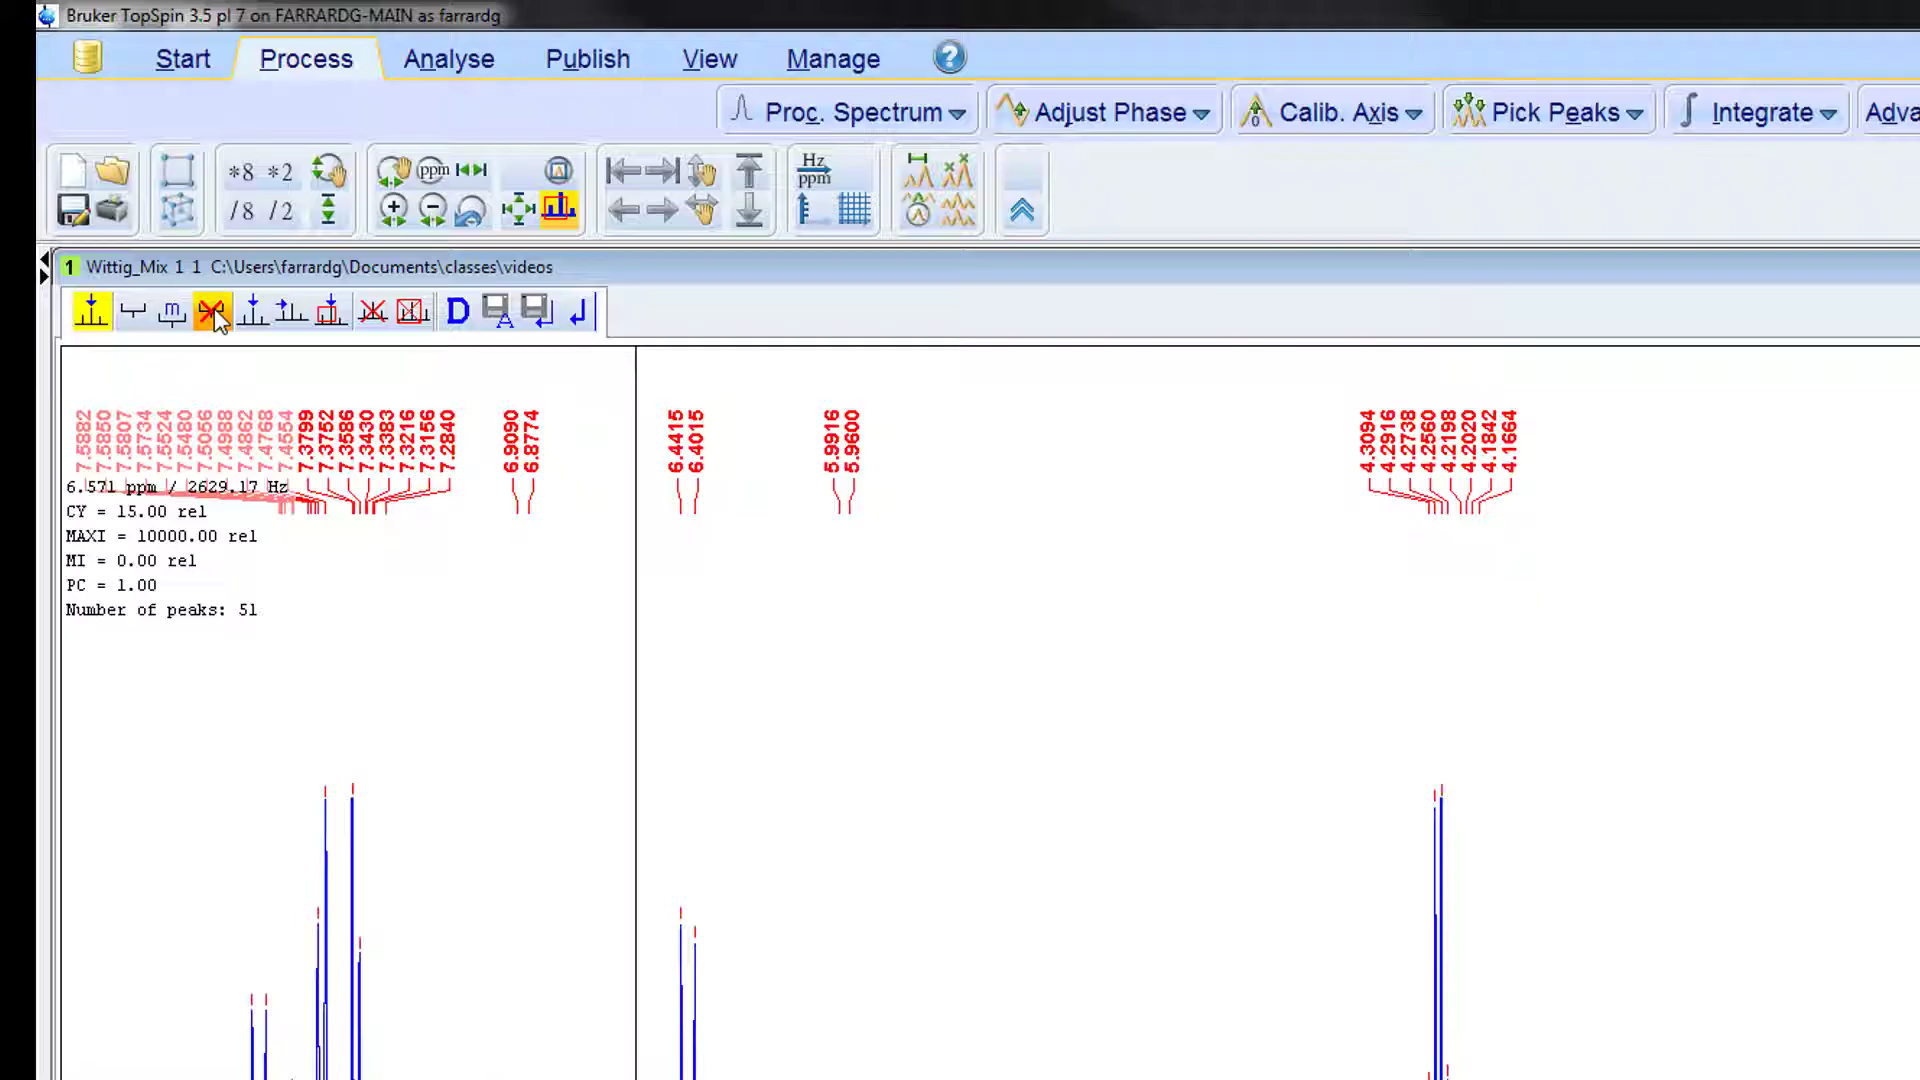 Bruker TopSpin 3.5 pl 7 on FARRARDG-MAIN as farrardg
Start Process Analyse Publish View Manage ?
Proc. Spectrum Adjust Phase Calib. Axis Pick Peaks Integrate Adva
*8 *2 ppm Hz ppm
/8 /2
1 Wittig_Mix 1 1 C:\Users\farrardg\Documents\classes\videos
m D A
7.5882 7.5850 7.5807 7.5734 7.5524 7.5480 7.5056 7.4988 7.4862 7.4768 7.4554 7.3799 7.3752 7.3586 7.3430 7.3383 7.3216 7.3156 7.2840 6.9090 6.8774 6.4415 6.4015 5.9916 5.9600 4.3094 4.2916 4.2738 4.2560 4.2198 4.2020 4.1842 4.1664
6.571 ppm / 2629.17 Hz
CY = 15.00 rel
MAXI = 10000.00 rel
MI = 0.00 rel
PC = 1.00
Number of peaks: 51